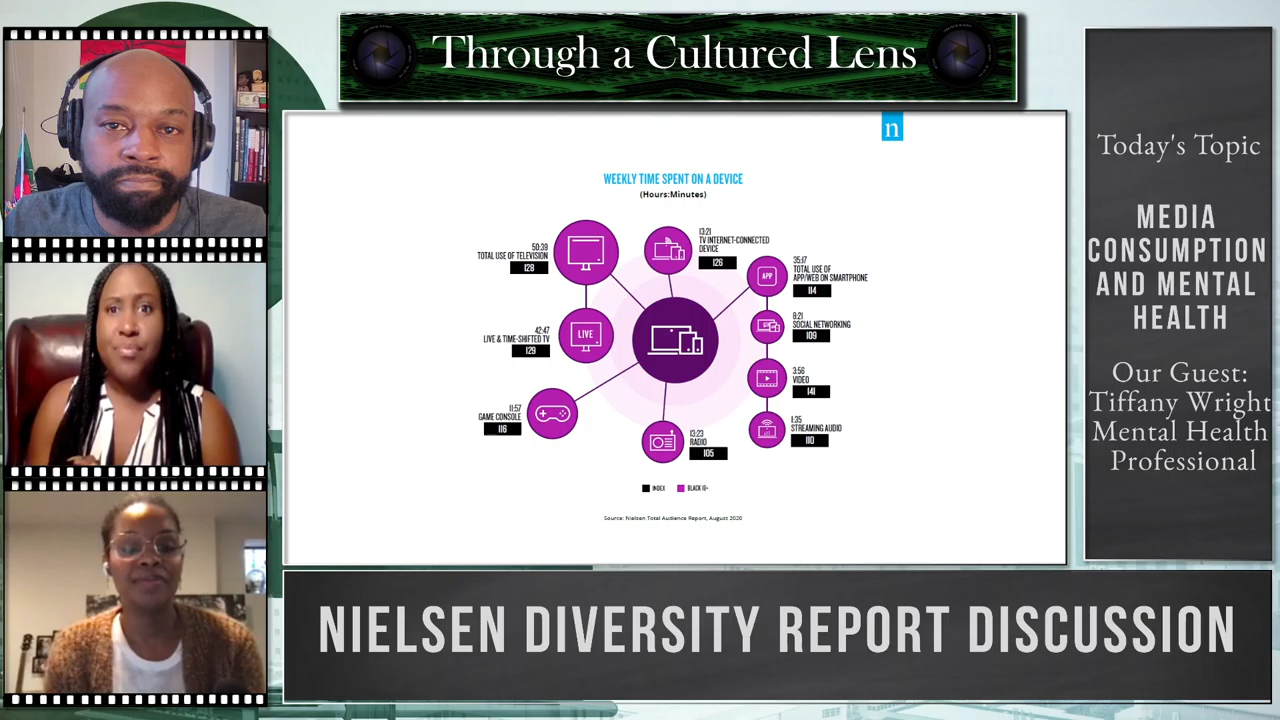 Through a Cultured Lens
n
WEEKLY TIME SPENT ON A DEVICE
(Hours:Minutes)
50:39
TOTAL USE OF TELEVISION
128
13:21
TV INTERNET-CONNECTED
DEVICE
126
35:17
TOTAL USE OF
APP/WEB ON SMARTPHONE
114
APP
42:47
LIVE & TIME-SHIFTED TV
129
LIVE
8:21
SOCIAL NETWORKING
109
3:56
VIDEO
141
11:57
GAME CONSOLE
116
13:23
RADIO
105
1:35
STREAMING AUDIO
110
INDEX
BLACK 18+
Source: Nielsen Total Audience Report, August 2020
Today's Topic
MEDIA
CONSUMPTION
AND MENTAL
HEALTH
Our Guest:
Tiffany Wright
Mental Health
Professional
NIELSEN DIVERSITY REPORT DISCUSSION